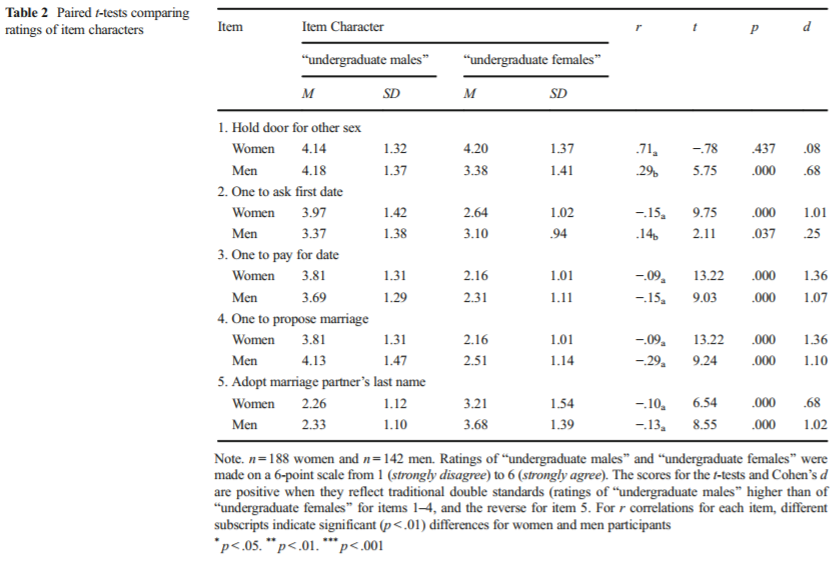 Table 2 Paired t-tests comparing
ratings of item characters
Item Item Character r t p d
“undergraduate males” “undergraduate females”
M SD M SD
1. Hold door for other sex
Women 4.14 1.32 4.20 1.37 .71a −.78 .437 .08
Men 4.18 1.37 3.38 1.41 .29b 5.75 .000 .68
2. One to ask first date
Women 3.97 1.42 2.64 1.02 −.15a 9.75 .000 1.01
Men 3.37 1.38 3.10 .94 .14b 2.11 .037 .25
3. One to pay for date
Women 3.81 1.31 2.16 1.01 −.09a 13.22 .000 1.36
Men 3.69 1.29 2.31 1.11 −.15a 9.03 .000 1.07
4. One to propose marriage
Women 3.81 1.31 2.16 1.01 −.09a 13.22 .000 1.36
Men 4.13 1.47 2.51 1.14 −.29a 9.24 .000 1.10
5. Adopt marriage partner’s last name
Women 2.26 1.12 3.21 1.54 −.10a 6.54 .000 .68
Men 2.33 1.10 3.68 1.39 −.13a 8.55 .000 1.02
Note. n=188 women and n=142 men. Ratings of “undergraduate males” and “undergraduate females” were
made on a 6-point scale from 1 (strongly disagree) to 6 (strongly agree). The scores for the t-tests and Cohen’s d
are positive when they reflect traditional double standards (ratings of “undergraduate males” higher than of
“undergraduate females” for items 1–4, and the reverse for item 5. For r correlations for each item, different
subscripts indicate significant (p<.01) differences for women and men participants
*p<.05. **p<.01. ***p<.001